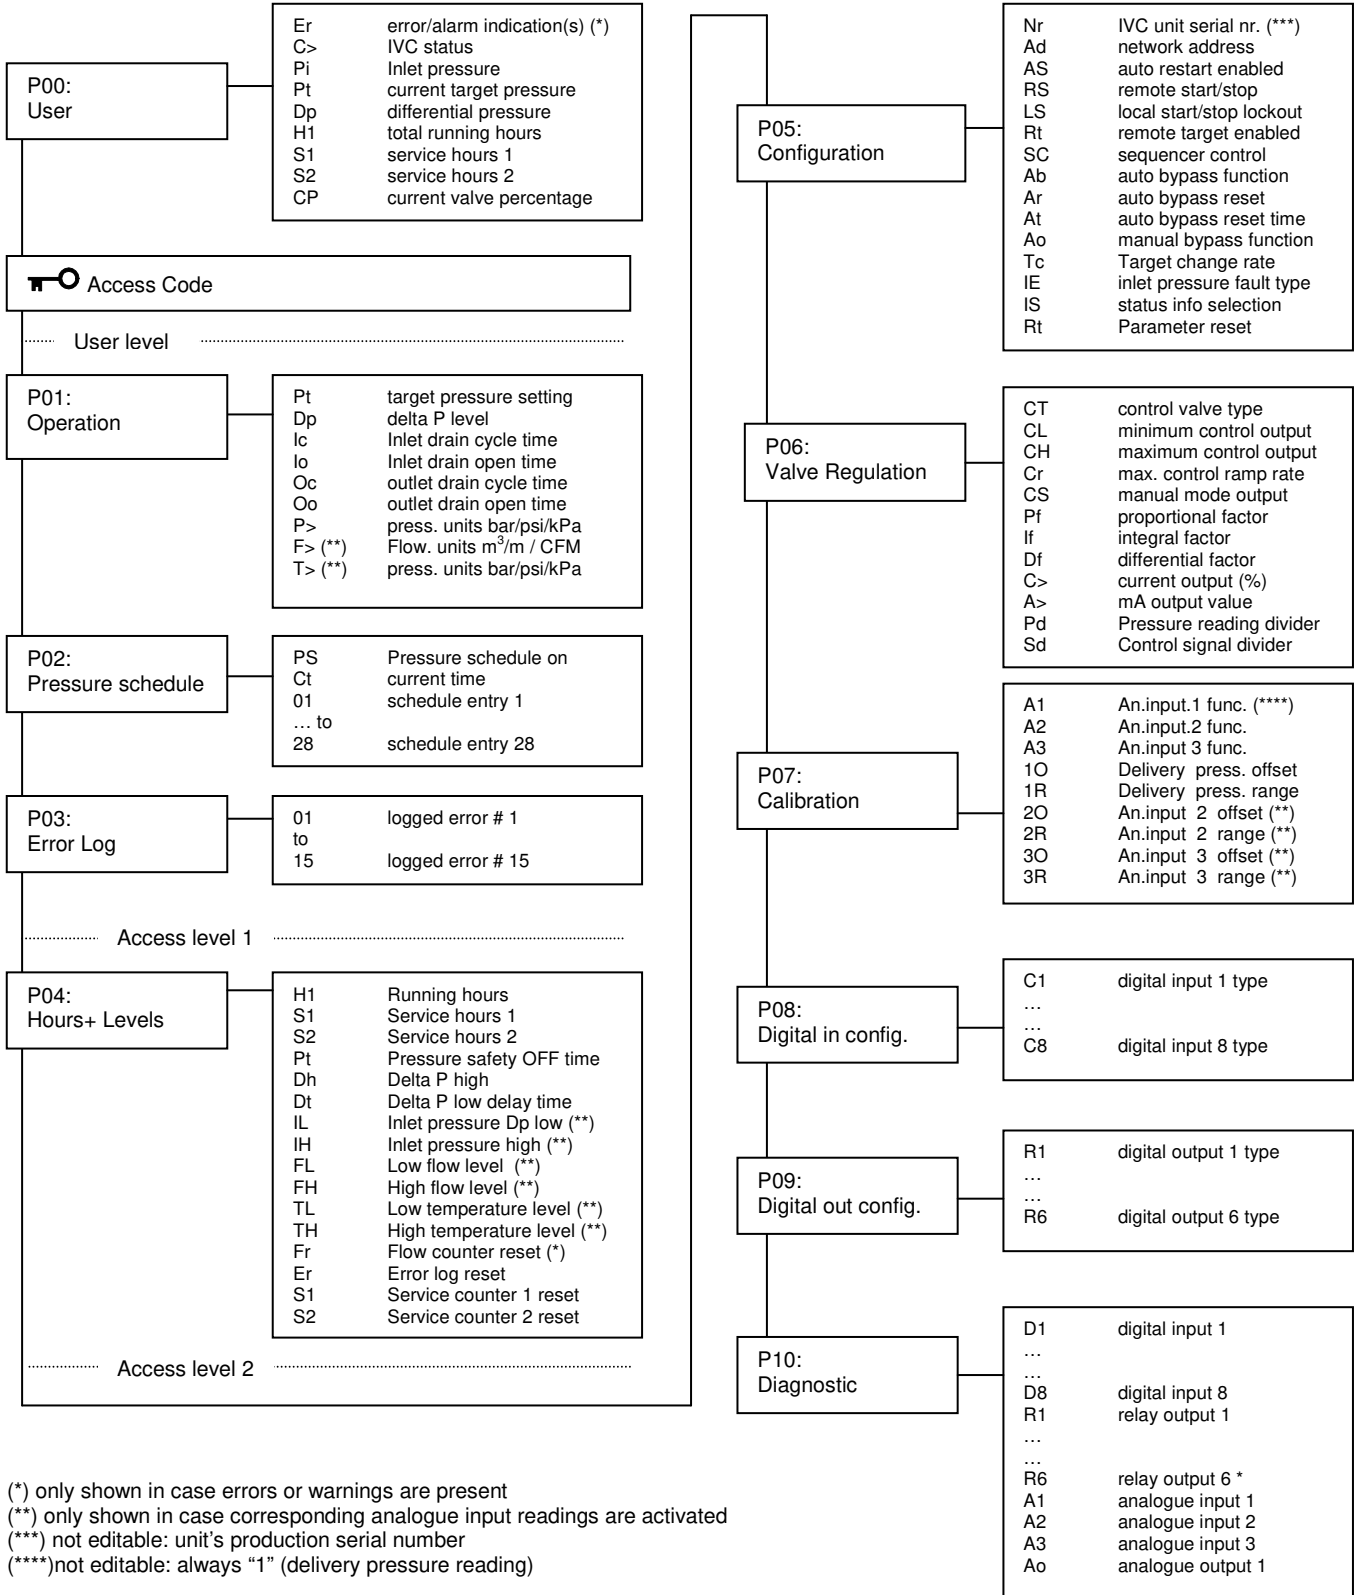 P00:
User
Er error/alarm indication(s) (*)
C> IVC status
Pi Inlet pressure
Pt current target pressure
Dp differential pressure
H1 total running hours
S1 service hours 1
S2 service hours 2
CP current valve percentage
Access Code
User level
P01:
Operation
Pt target pressure setting
Dp delta P level
Ic Inlet drain cycle time
Io Inlet drain open time
Oc outlet drain cycle time
Oo outlet drain open time
P> press. units bar/psi/kPa
F> (**) Flow. units m³/m / CFM
T> (**) press. units bar/psi/kPa
P02:
Pressure schedule
PS Pressure schedule on
Ct current time
01 schedule entry 1
… to
28 schedule entry 28
P03:
Error Log
01 logged error # 1
to
15 logged error # 15
Access level 1
P04:
Hours+ Levels
H1 Running hours
S1 Service hours 1
S2 Service hours 2
Pt Pressure safety OFF time
Dh Delta P high
Dt Delta P low delay time
IL Inlet pressure Dp low (**)
IH Inlet pressure high (**)
FL Low flow level (**)
FH High flow level (**)
TL Low temperature level (**)
TH High temperature level (**)
Fr Flow counter reset (*)
Er Error log reset
S1 Service counter 1 reset
S2 Service counter 2 reset
Access level 2
P05:
Configuration
Nr IVC unit serial nr. (***)
Ad network address
AS auto restart enabled
RS remote start/stop
LS local start/stop lockout
Rt remote target enabled
SC sequencer control
Ab auto bypass function
Ar auto bypass reset
At auto bypass reset time
Ao manual bypass function
Tc Target change rate
IE inlet pressure fault type
IS status info selection
Rt Parameter reset
P06:
Valve Regulation
CT control valve type
CL minimum control output
CH maximum control output
Cr max. control ramp rate
CS manual mode output
Pf proportional factor
If integral factor
Df differential factor
C> current output (%)
A> mA output value
Pd Pressure reading divider
Sd Control signal divider
P07:
Calibration
A1 An.input.1 func. (****)
A2 An.input.2 func.
A3 An.input 3 func.
1O Delivery press. offset
1R Delivery press. range
2O An.input 2 offset (**)
2R An.input 2 range (**)
3O An.input 3 offset (**)
3R An.input 3 range (**)
P08:
Digital in config.
C1 digital input 1 type
…
…
C8 digital input 8 type
P09:
Digital out config.
R1 digital output 1 type
…
…
R6 digital output 6 type
P10:
Diagnostic
D1 digital input 1
…
…
D8 digital input 8
R1 relay output 1
…
…
R6 relay output 6 *
A1 analogue input 1
A2 analogue input 2
A3 analogue input 3
Ao analogue output 1
(*) only shown in case errors or warnings are present
(**) only shown in case corresponding analogue input readings are activated
(***) not editable: unit's production serial number
(****)not editable: always “1” (delivery pressure reading)